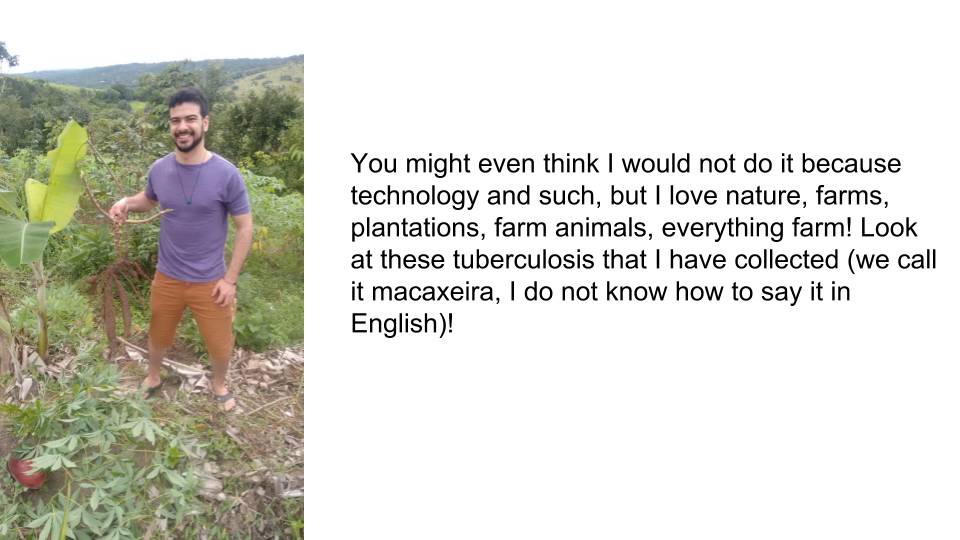 You might even think I would not do it because
technology and such, but I love nature, farms,
plantations, farm animals, everything farm! Look
at these tuberculosis that I have collected (we call
it macaxeira, I do not know how to say it in
English)!